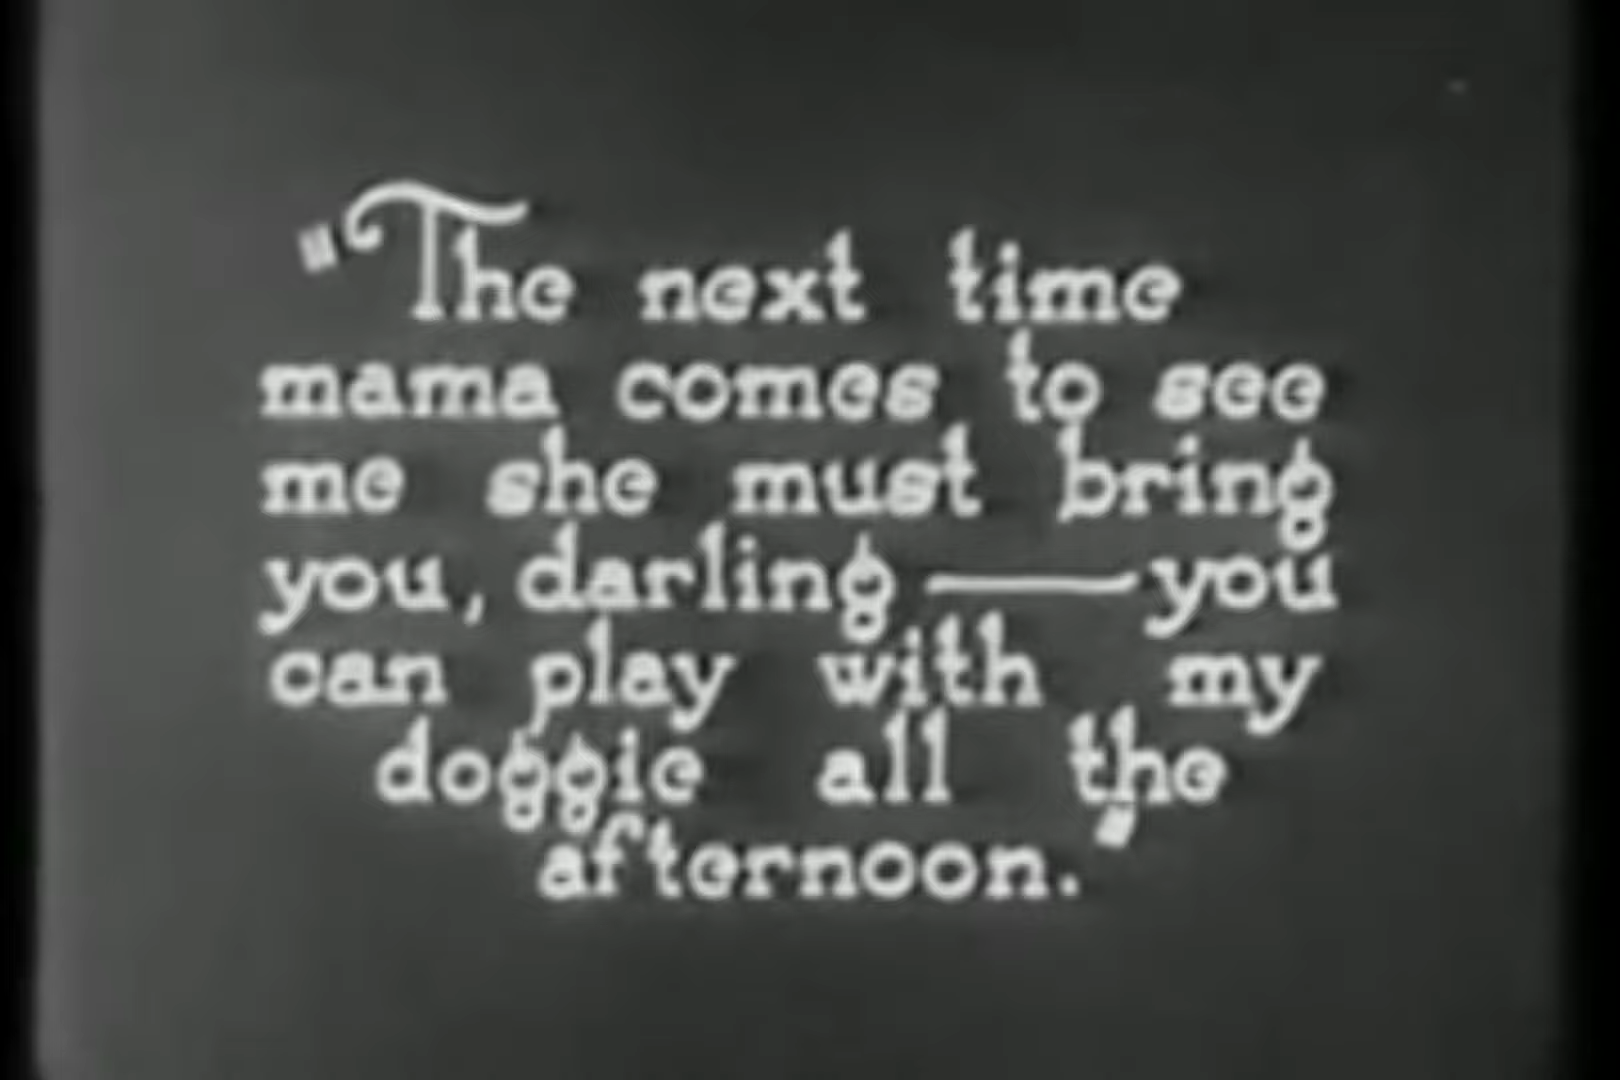 "The next time
mama comes to see
me she must bring
you, darling — you
can play with my
doggie all the
afternoon."